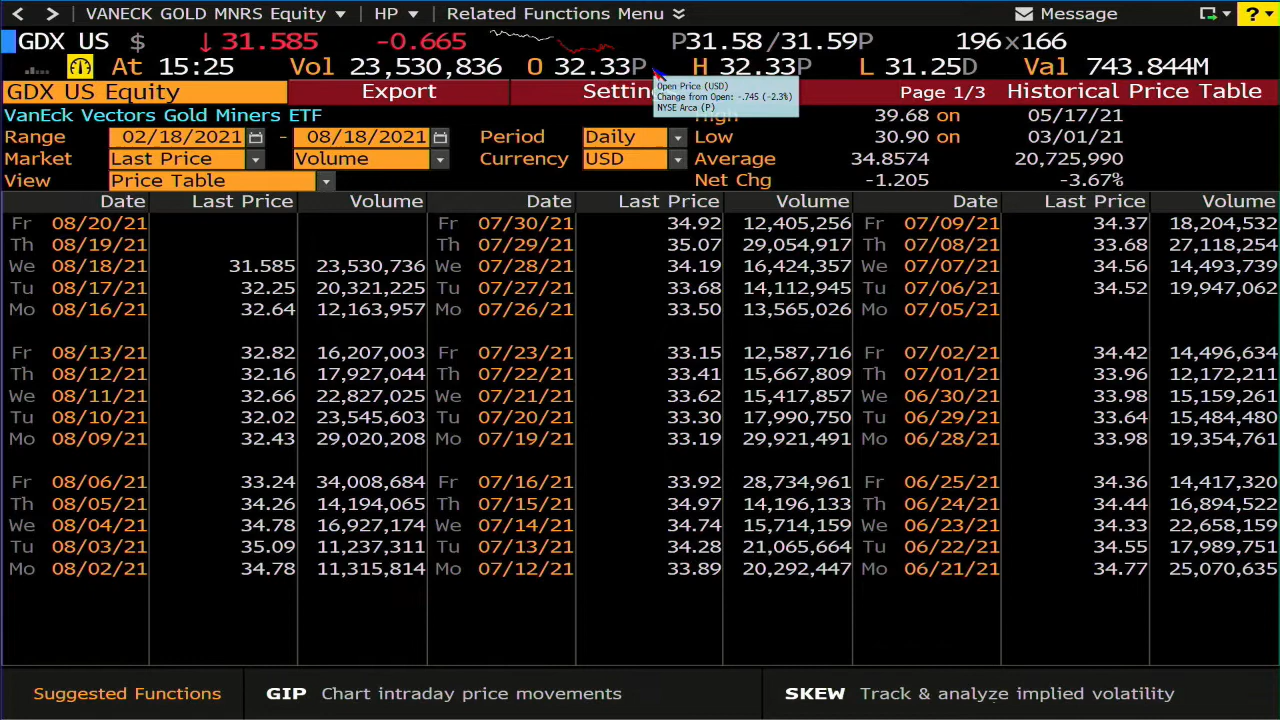 < > VANECK GOLD MNRS Equity HP Related Functions Menu Message ?
GDX US $ ↓31.585 -0.665 P31.58/31.59P 196x166
At 15:25 Vol 23,530,836 O 32.33P H 32.33P L 31.25D Val 743.844M
GDX US Equity Export Settin Page 1/3 Historical Price Table
Open Price (USD)
Change from Open: -.745 (-2.3%)
NYSE Arca (P)
VanEck Vectors Gold Miners ETF High 39.68 on 05/17/21
Range 02/18/2021 - 08/18/2021 Period Daily Low 30.90 on 03/01/21
Market Last Price Volume Currency USD Average 34.8574 20,725,990
View Price Table Net Chg -1.205 -3.67%
Date Last Price Volume Date Last Price Volume Date Last Price Volume
Fr 08/20/21 Fr 07/30/21 34.92 12,405,256 Fr 07/09/21 34.37 18,204,532
Th 08/19/21 Th 07/29/21 35.07 29,054,917 Th 07/08/21 33.68 27,118,254
We 08/18/21 31.585 23,530,736 We 07/28/21 34.19 16,424,357 We 07/07/21 34.56 14,493,739
Tu 08/17/21 32.25 20,321,225 Tu 07/27/21 33.68 14,112,945 Tu 07/06/21 34.52 19,947,062
Mo 08/16/21 32.64 12,163,957 Mo 07/26/21 33.50 13,565,026 Mo 07/05/21
Fr 08/13/21 32.82 16,207,003 Fr 07/23/21 33.15 12,587,716 Fr 07/02/21 34.42 14,496,634
Th 08/12/21 32.16 17,927,044 Th 07/22/21 33.41 15,667,809 Th 07/01/21 33.96 12,172,211
We 08/11/21 32.66 22,827,025 We 07/21/21 33.62 15,417,857 We 06/30/21 33.98 15,159,261
Tu 08/10/21 32.02 23,545,603 Tu 07/20/21 33.30 17,990,750 Tu 06/29/21 33.64 15,484,480
Mo 08/09/21 32.43 29,020,208 Mo 07/19/21 33.19 29,921,491 Mo 06/28/21 33.98 19,354,761
Fr 08/06/21 33.24 34,008,684 Fr 07/16/21 33.92 28,734,961 Fr 06/25/21 34.36 14,417,320
Th 08/05/21 34.26 14,194,065 Th 07/15/21 34.97 14,196,133 Th 06/24/21 34.44 16,894,522
We 08/04/21 34.78 16,927,174 We 07/14/21 34.74 15,714,159 We 06/23/21 34.33 22,658,159
Tu 08/03/21 35.09 11,237,311 Tu 07/13/21 34.28 21,065,664 Tu 06/22/21 34.55 17,989,751
Mo 08/02/21 34.78 11,315,814 Mo 07/12/21 33.89 20,292,447 Mo 06/21/21 34.77 25,070,635
Suggested Functions GIP Chart intraday price movements SKEW Track & analyze implied volatility